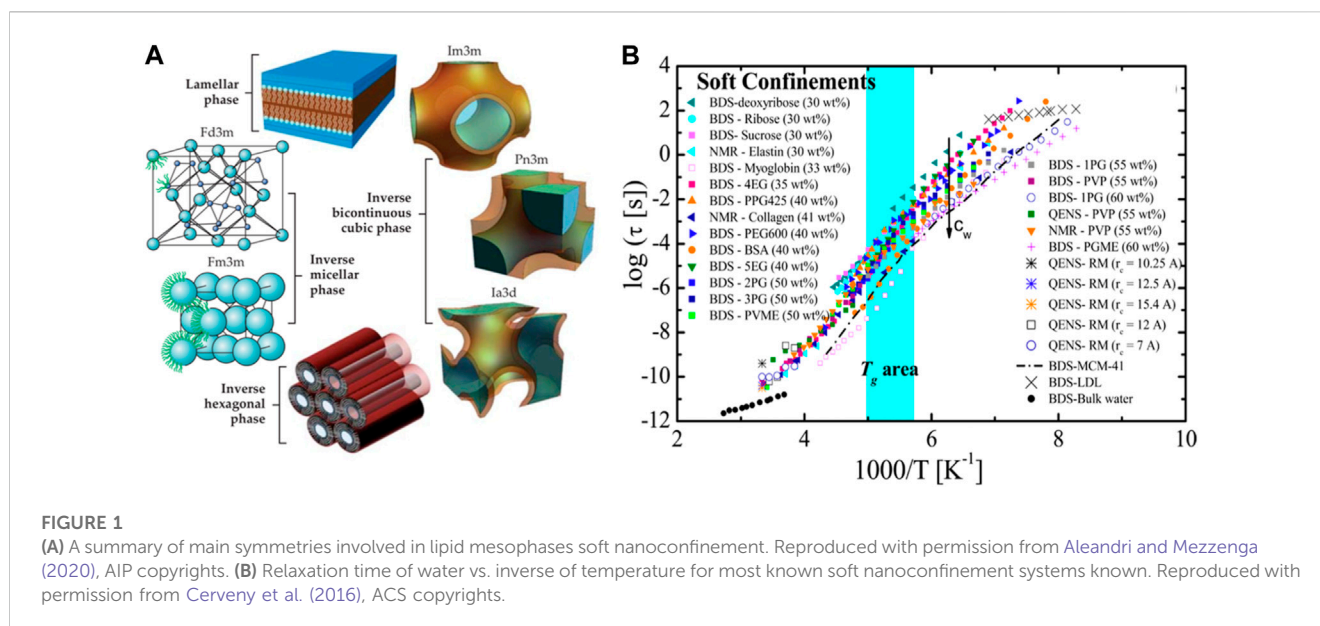 A
Lamellar
phase
Im3m
Fd3m
Pn3m
Inverse
bicontinuous
cubic phase
Inverse
micellar
phase
Fm3m
Ia3d
Inverse
hexagonal
phase
B
log (τ [s])
4
2
0
-2
-4
-6
-8
-10
-12
Soft Confinements
BDS-deoxyribose (30 wt%)
BDS - Ribose (30 wt%)
BDS- Sucrose (30 wt%)
NMR - Elastin (30 wt%)
BDS - Myoglobin (33 wt%)
BDS - 4EG (35 wt%)
BDS - PPG425 (40 wt%)
NMR - Collagen (41 wt%)
BDS - PEG600 (40 wt%)
BDS - BSA (40 wt%)
BDS - 5EG (40 wt%)
BDS - 2PG (50 wt%)
BDS - 3PG (50 wt%)
BDS - PVME (50 wt%)
Tg area
cw
BDS - 1PG (55 wt%)
BDS - PVP (55 wt%)
BDS- 1PG (60 wt%)
QENS - PVP (55 wt%)
NMR - PVP (55 wt%)
BDS - PGME (60 wt%)
QENS- RM (rc = 10.25 A)
QENS- RM (rc = 12.5 A)
QENS- RM (rc = 15.4 A)
QENS- RM (rc = 12 A)
QENS- RM (rc = 7 A)
BDS-MCM-41
BDS-LDL
BDS-Bulk water
2 4 6 8 10
1000/T [K⁻¹]
FIGURE 1
(A) A summary of main symmetries involved in lipid mesophases soft nanoconfinement. Reproduced with permission from Aleandri and Mezzenga
(2020), AIP copyrights. (B) Relaxation time of water vs. inverse of temperature for most known soft nanoconfinement systems known. Reproduced with
permission from Cerveny et al. (2016), ACS copyrights.